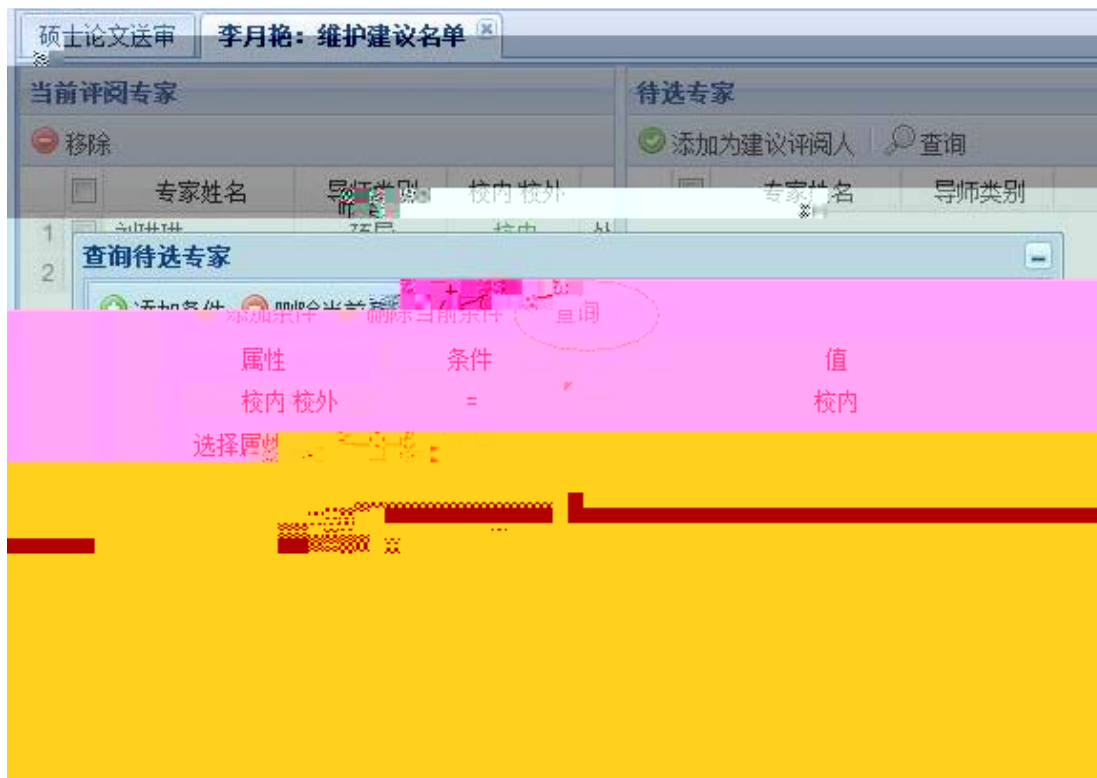 硕士论文送审 李月艳：维护建议名单
当前评阅专家 待选专家
移除 添加为建议评阅人 查询
专家姓名 导师类别 校内 校外 专家姓名 导师类别
1
2
查询待选专家
添加条件 删除当前条件 查询
属性 条件 值
校内 校外 = 校内
选择属性